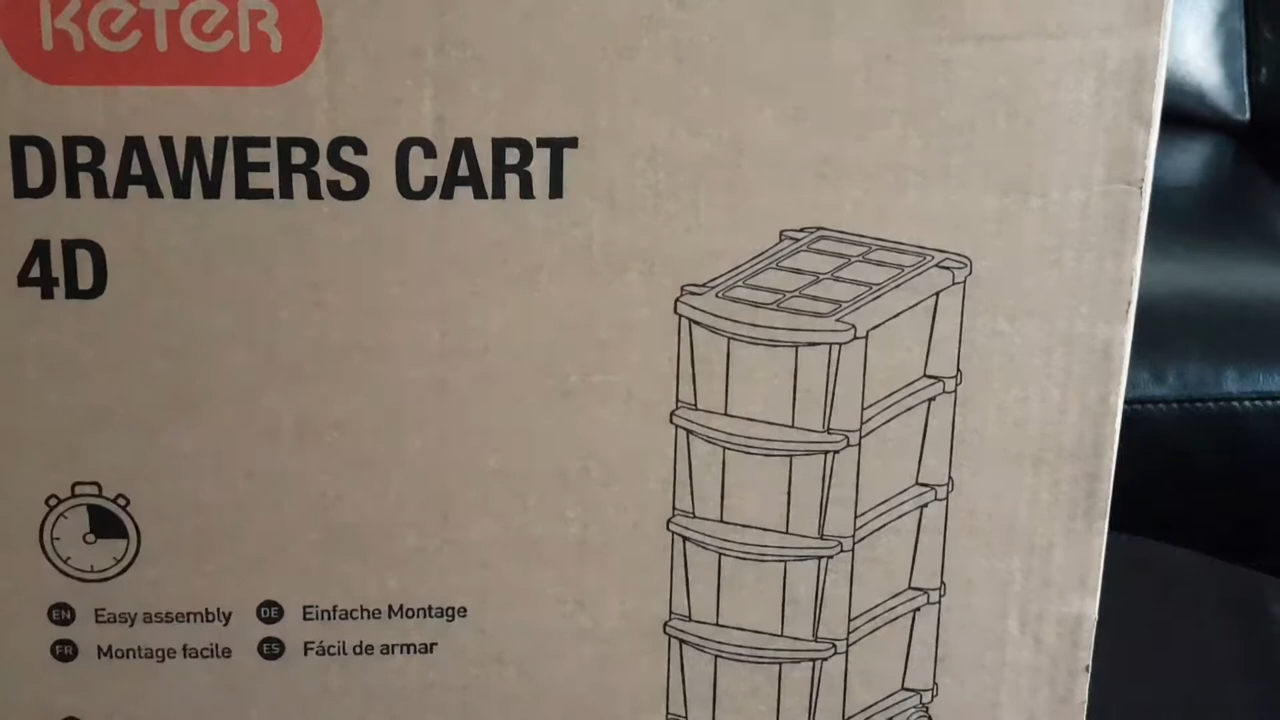 KETER
DRAWERS CART
4D
EN Easy assembly DE Einfache Montage
FR Montage facile ES Fácil de armar